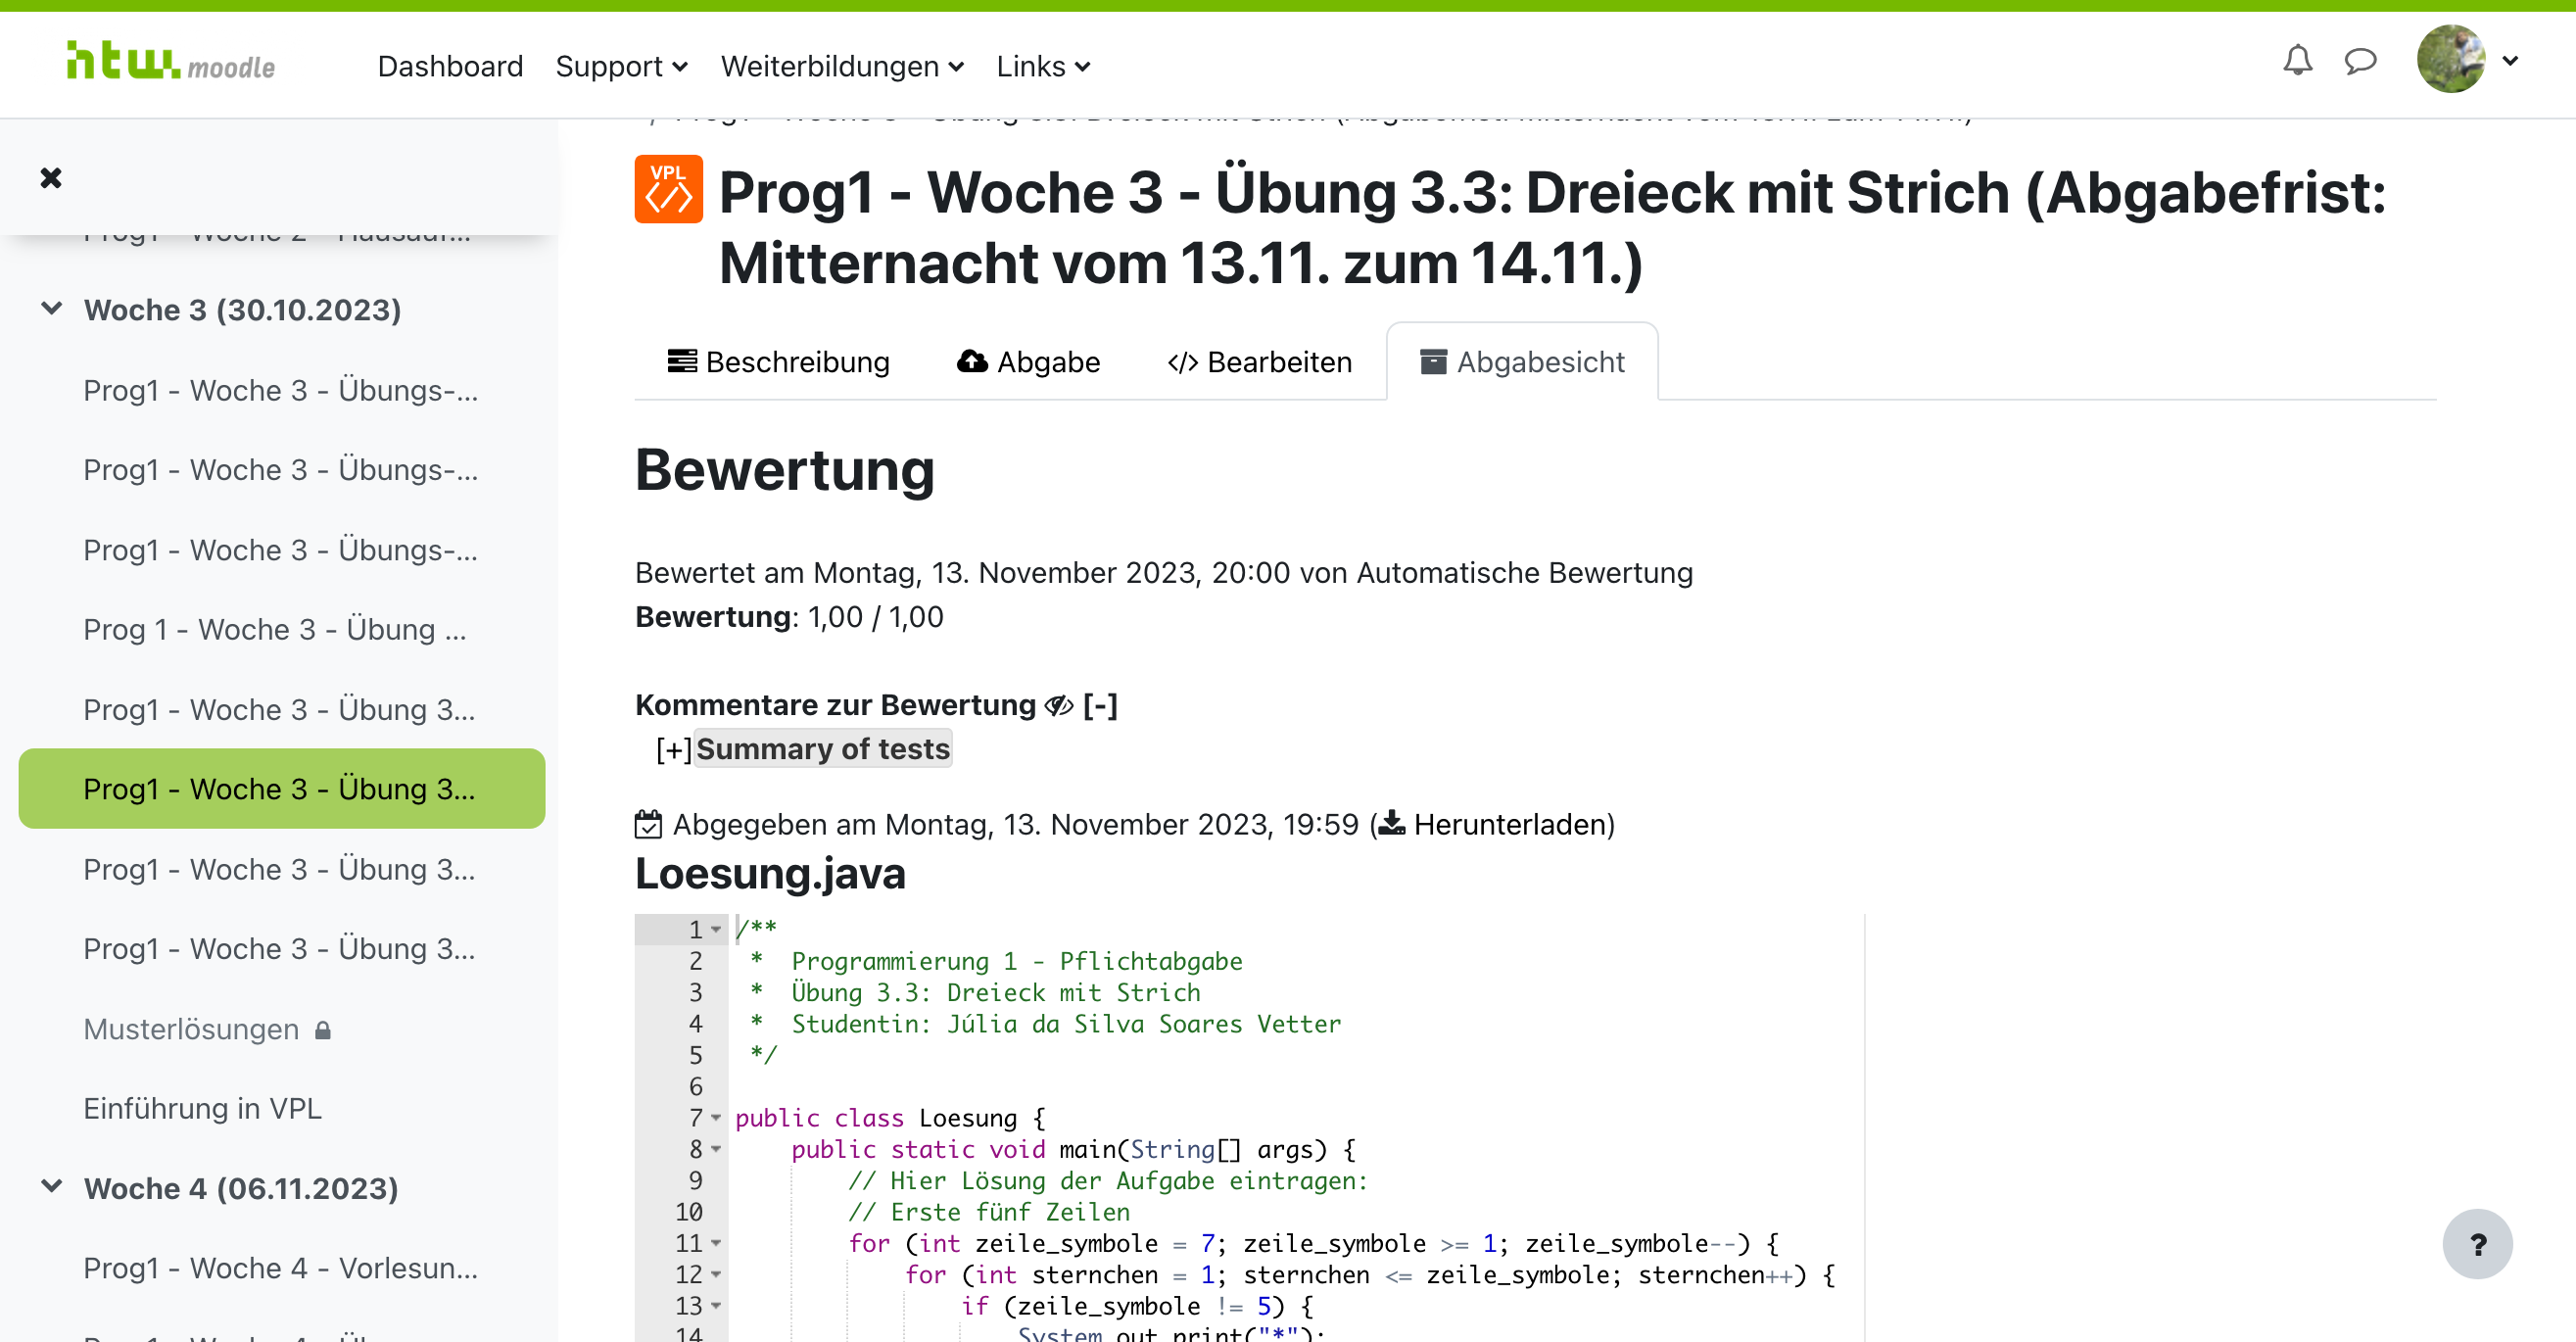 htw. moodle
Dashboard Support Weiterbildungen Links
Woche 3 (30.10.2023)
Prog1 - Woche 3 - Übungs-...
Prog1 - Woche 3 - Übungs-...
Prog1 - Woche 3 - Übungs-...
Prog 1 - Woche 3 - Übung ...
Prog1 - Woche 3 - Übung 3...
Prog1 - Woche 3 - Übung 3...
Prog1 - Woche 3 - Übung 3...
Prog1 - Woche 3 - Übung 3...
Musterlösungen
Einführung in VPL
Woche 4 (06.11.2023)
Prog1 - Woche 4 - Vorlesun...
VPL
Prog1 - Woche 3 - Übung 3.3: Dreieck mit Strich (Abgabefrist:
Mitternacht vom 13.11. zum 14.11.)
Beschreibung Abgabe </> Bearbeiten Abgabesicht
Bewertung
Bewertet am Montag, 13. November 2023, 20:00 von Automatische Bewertung
Bewertung: 1,00 / 1,00
Kommentare zur Bewertung [-]
[+]Summary of tests
Abgegeben am Montag, 13. November 2023, 19:59 (Herunterladen)
Loesung.java
1 /**
2 * Programmierung 1 - Pflichtabgabe
3 * Übung 3.3: Dreieck mit Strich
4 * Studentin: Júlia da Silva Soares Vetter
5 */
6
7 public class Loesung {
8 public static void main(String[] args) {
9 // Hier Lösung der Aufgabe eintragen:
10 // Erste fünf Zeilen
11 for (int zeile_symbole = 7; zeile_symbole >= 1; zeile_symbole--) {
12 for (int sternchen = 1; sternchen <= zeile_symbole; sternchen++) {
13 if (zeile_symbole != 5) {
14 System.out.print("*");
?